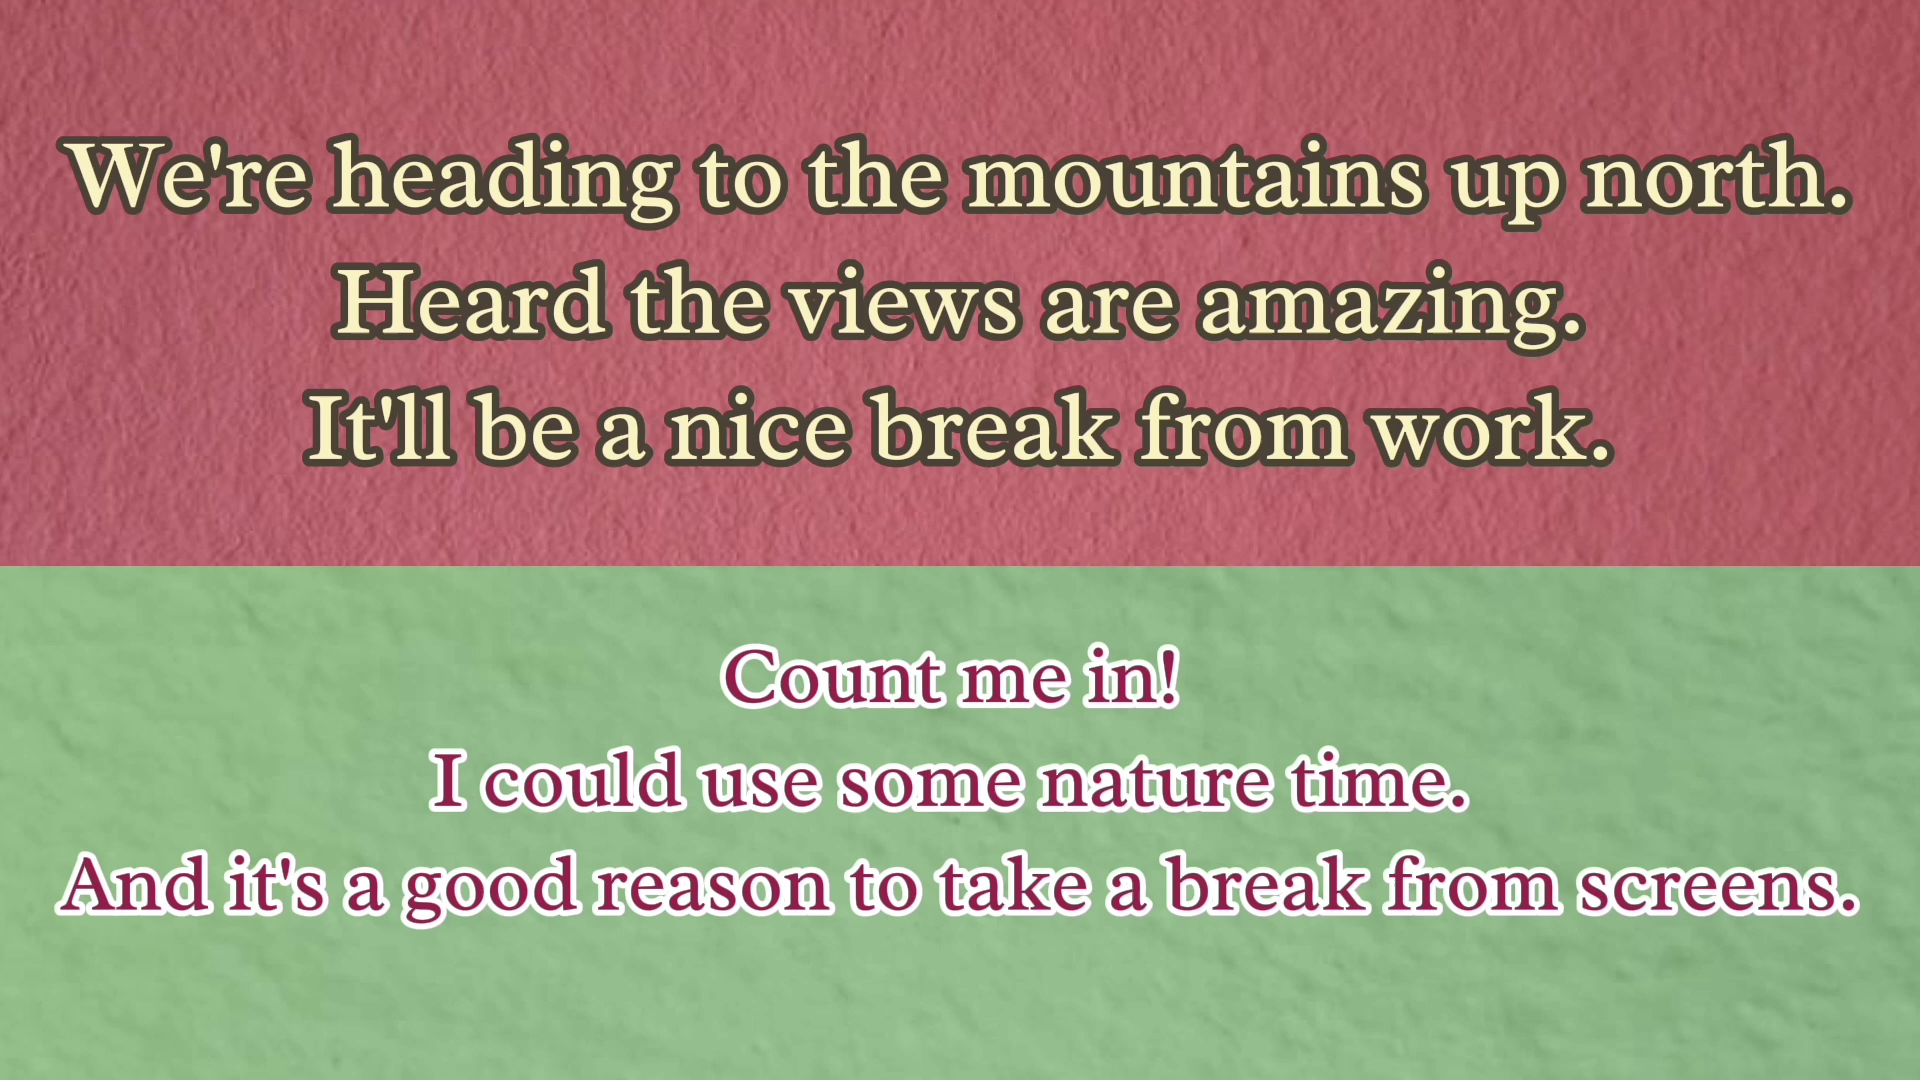 We're heading to the mountains up north.
Heard the views are amazing.
It'll be a nice break from work.
Count me in!
I could use some nature time.
And it's a good reason to take a break from screens.